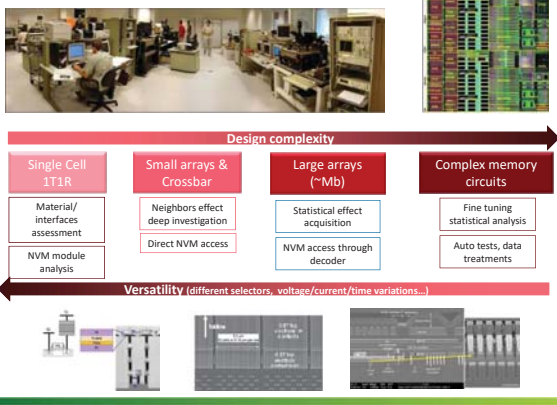 Design complexity
Single Cell
1T1R
Small arrays &
Crossbar
Large arrays
(~Mb)
Complex memory
circuits
Material/
interfaces
assessment
NVM module
analysis
Neighbors effect
deep investigation
Direct NVM access
Statistical effect
acquisition
NVM access through
decoder
Fine tuning
statistical analysis
Auto tests, data
treatments
Versatility (different selectors, voltage/current/time variations...)